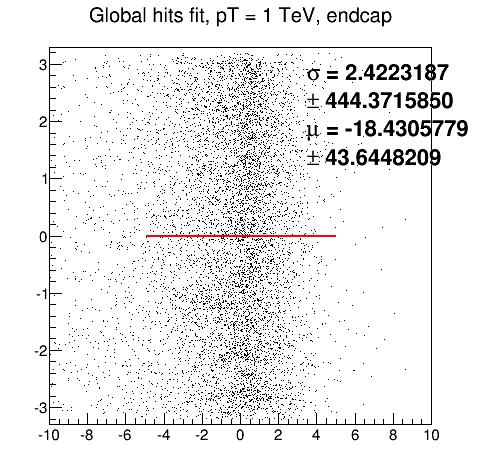 Global hits fit, pT = 1 TeV, endcap
σ = 2.4223187
± 444.3715850
μ = -18.4305779
± 43.6448209
3
2
1
0
-1
-2
-3
-10 -8 -6 -4 -2 0 2 4 6 8 10